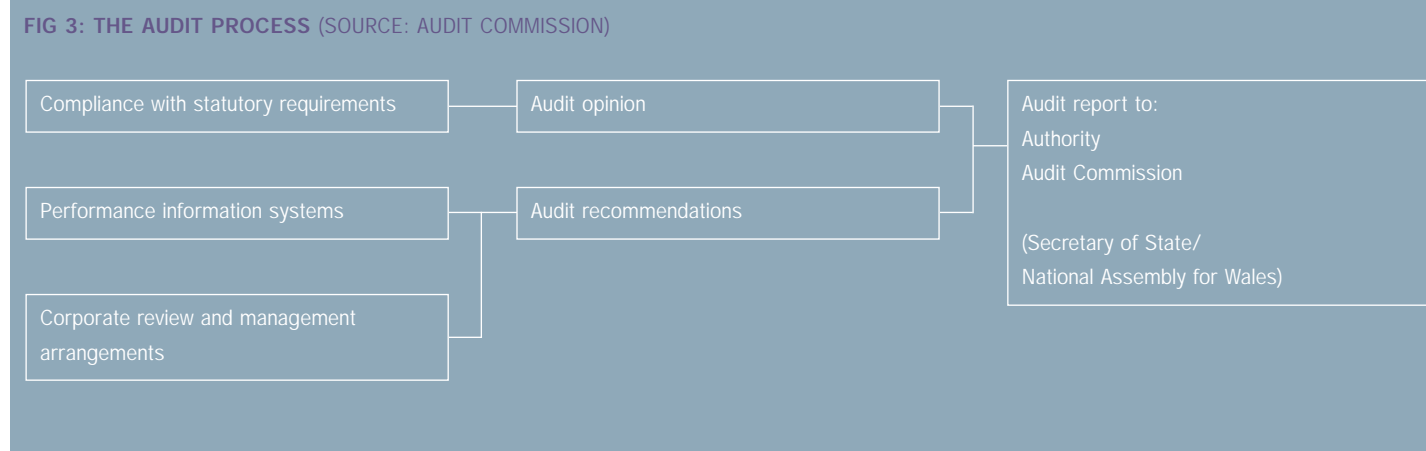 FIG 3: THE AUDIT PROCESS (SOURCE: AUDIT COMMISSION)
Compliance with statutory requirements
Audit opinion
Audit report to:
Authority
Audit Commission
(Secretary of State/
National Assembly for Wales)
Performance information systems
Audit recommendations
Corporate review and management
arrangements